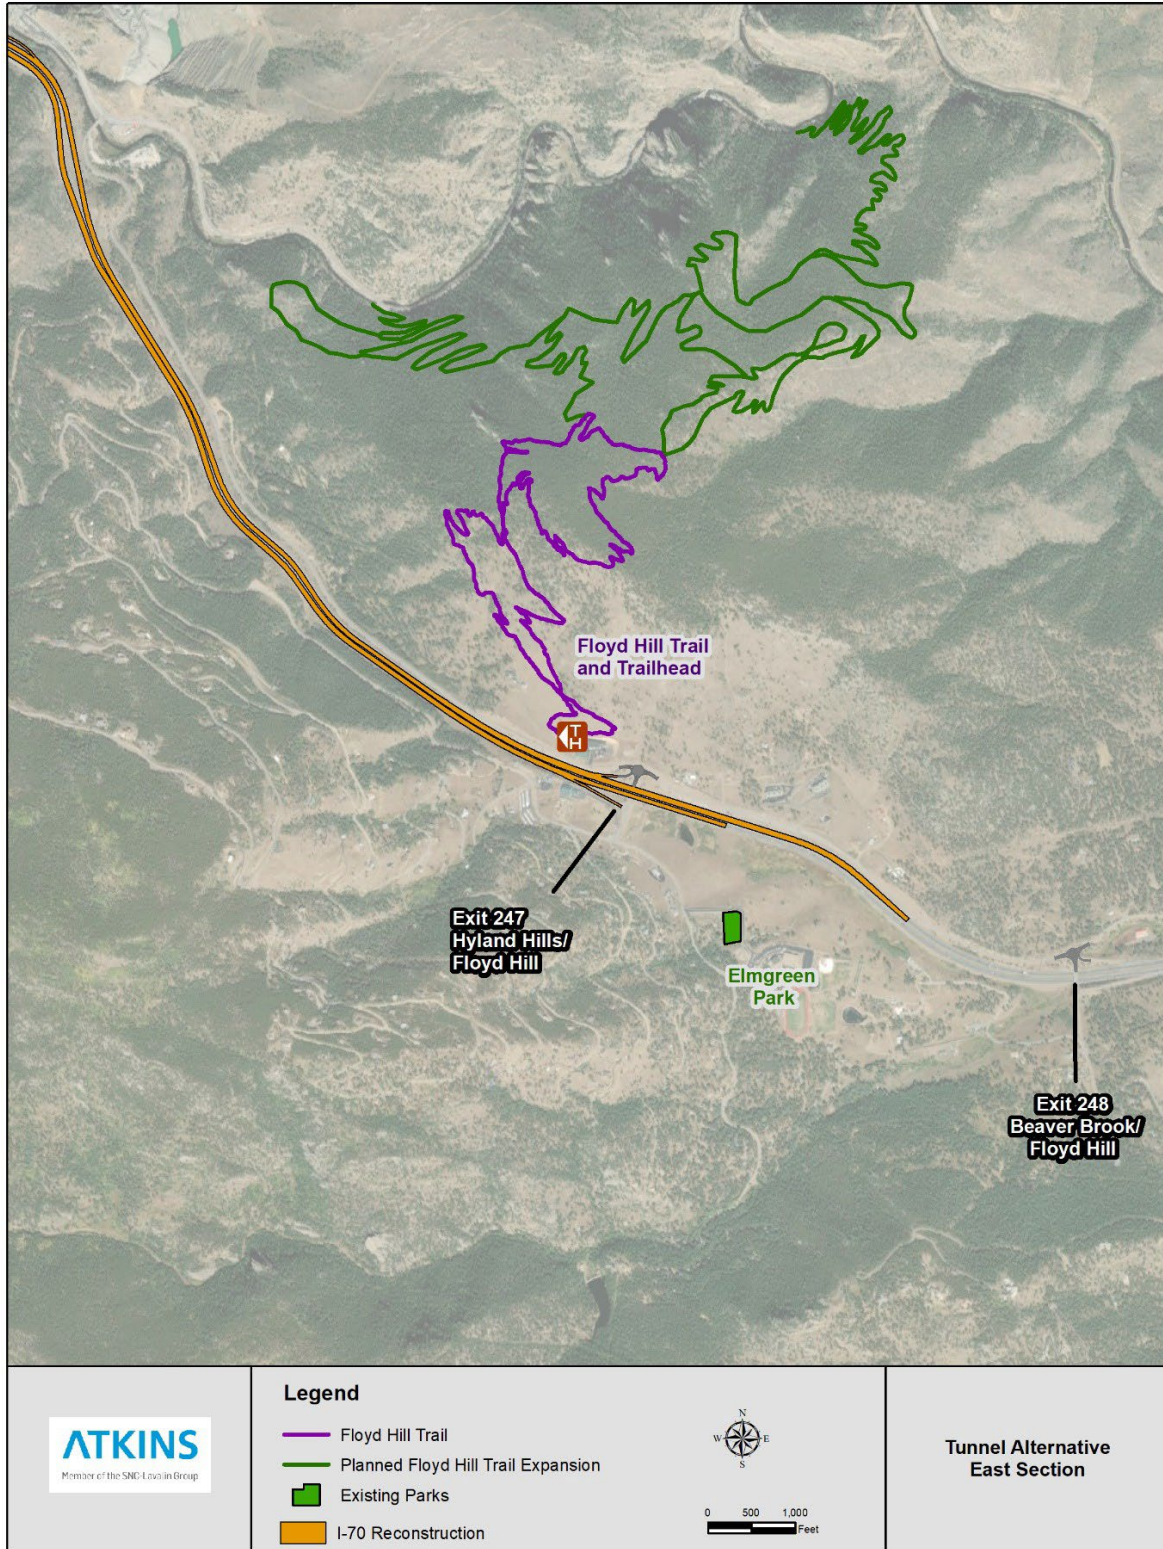 Floyd Hill Trail
and Trailhead
T
H
Exit 247
Hyland Hills/
Floyd Hill
Elmgreen
Park
Exit 248
Beaver Brook/
Floyd Hill
ATKINS
Member of the SNC-Lavalin Group
Legend
Floyd Hill Trail
Planned Floyd Hill Trail Expansion
Existing Parks
I-70 Reconstruction
N
W E
S
0 500 1,000
Feet
Tunnel Alternative
East Section